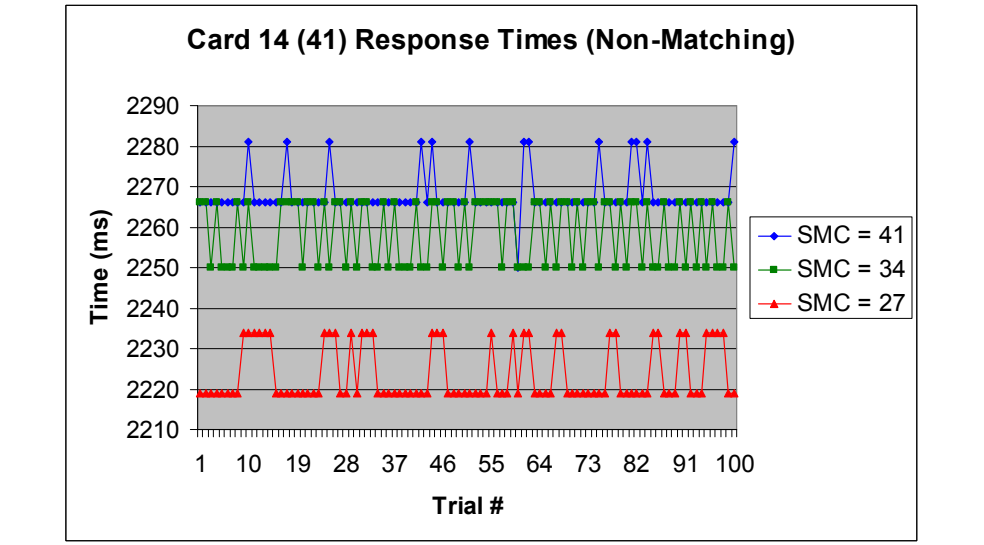 Card 14 (41) Response Times (Non-Matching)
2290
2280
2270
2260
2250
2240
2230
2220
2210
Time (ms)
1 10 19 28 37 46 55 64 73 82 91 100
Trial #
SMC = 41
SMC = 34
SMC = 27